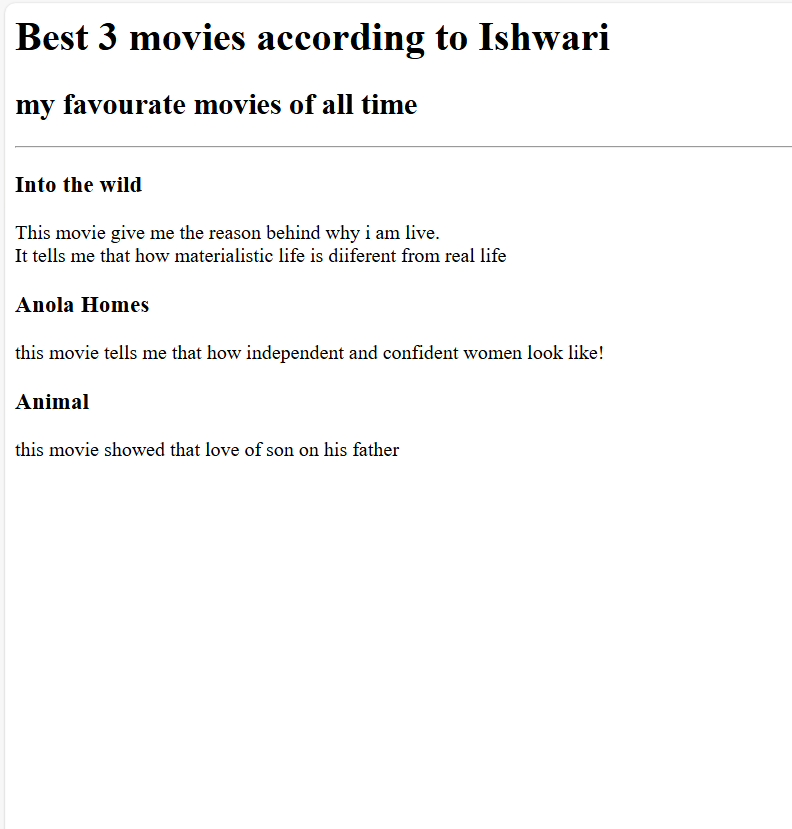 Best 3 movies according to Ishwari
my favourate movies of all time
Into the wild
This movie give me the reason behind why i am live.
It tells me that how materialistic life is diiferent from real life
Anola Homes
this movie tells me that how independent and confident women look like!
Animal
this movie showed that love of son on his father